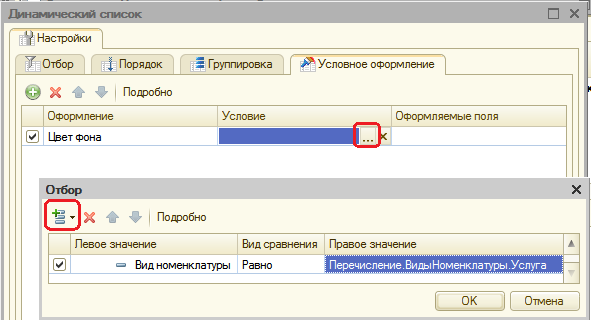 Динамический список
Настройки
Отбор Порядок Группировка Условное оформление
Подробно
Оформление Условие Оформляемые поля
Цвет фона ...
Отбор
Подробно
Левое значение Вид сравнения Правое значение
Вид номенклатуры Равно Перечисление.ВидыНоменклатуры.Услуга
ОК Отмена